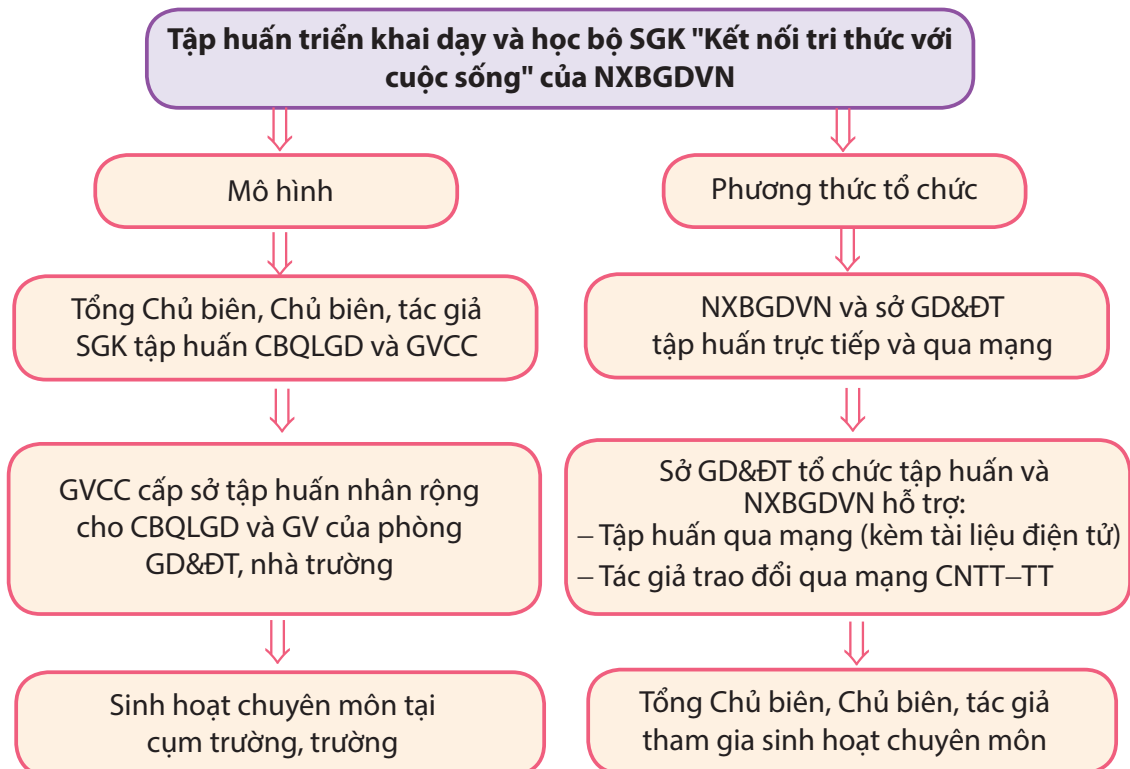 Tập huấn triển khai dạy và học bộ SGK "Kết nối tri thức với
cuộc sống" của NXBGDVN
Mô hình
Phương thức tổ chức
Tổng Chủ biên, Chủ biên, tác giả
SGK tập huấn CBQLGD và GVCC
NXBGDVN và sở GD&ĐT
tập huấn trực tiếp và qua mạng
GVCC cấp sở tập huấn nhân rộng
cho CBQLGD và GV của phòng
GD&ĐT, nhà trường
Sở GD&ĐT tổ chức tập huấn và
NXBGDVN hỗ trợ:
– Tập huấn qua mạng (kèm tài liệu điện tử)
– Tác giả trao đổi qua mạng CNTT–TT
Sinh hoạt chuyên môn tại
cụm trường, trường
Tổng Chủ biên, Chủ biên, tác giả
tham gia sinh hoạt chuyên môn